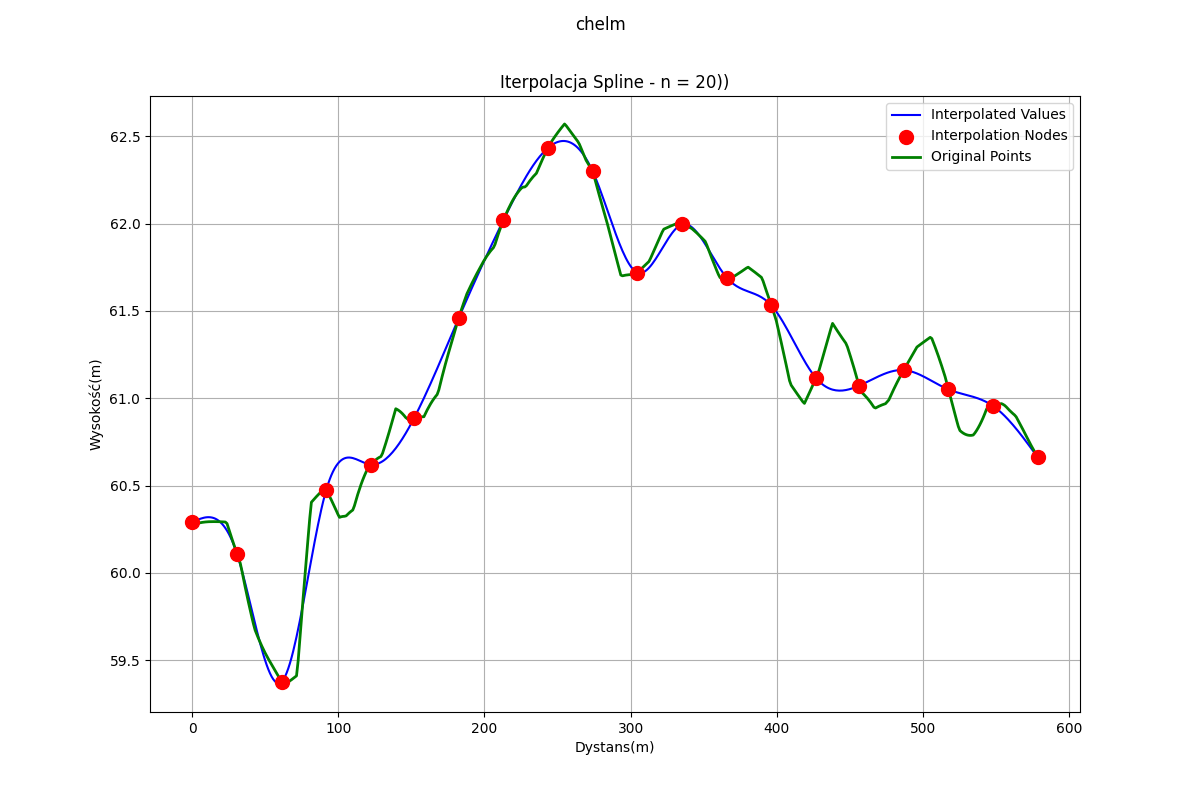 chelm
Iterpolacja Spline - n = 20))
Interpolated Values
Interpolation Nodes
Original Points
Wysokość(m)
62.5
62.0
61.5
61.0
60.5
60.0
59.5
0 100 200 300 400 500 600
Dystans(m)